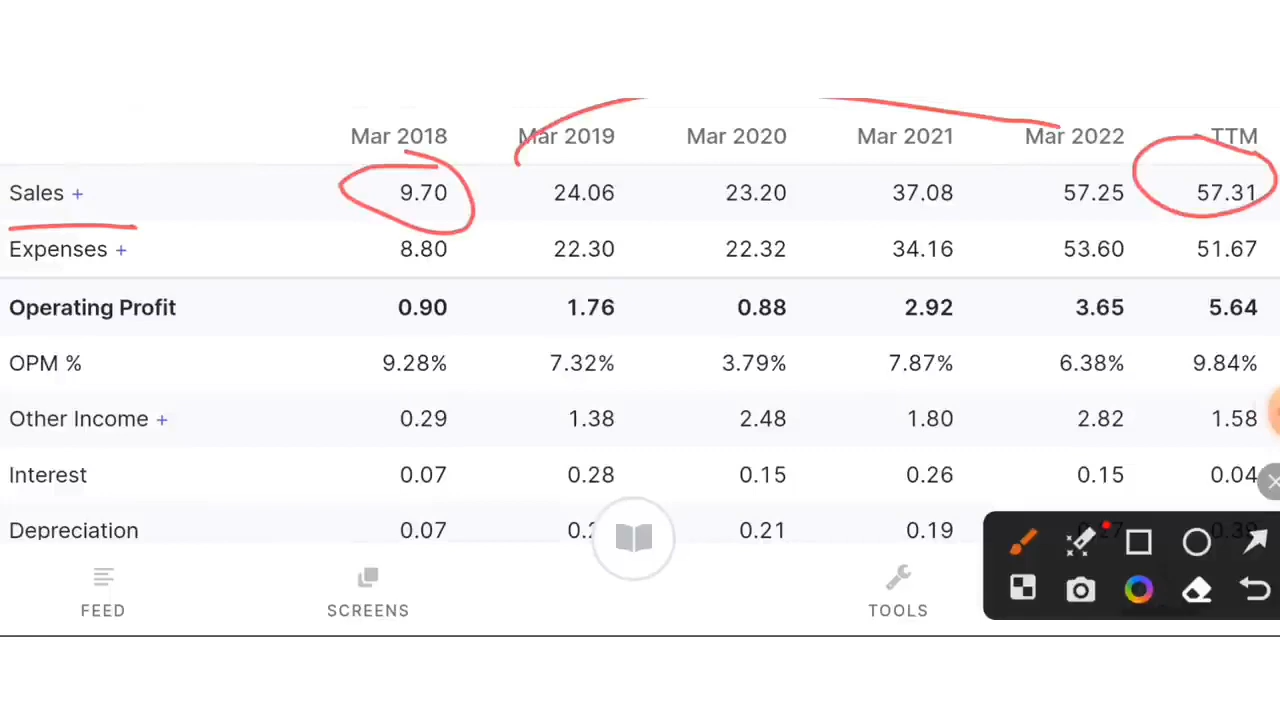 Mar 2018 Mar 2019 Mar 2020 Mar 2021 Mar 2022 TTM
Sales + 9.70 24.06 23.20 37.08 57.25 57.31
Expenses + 8.80 22.30 22.32 34.16 53.60 51.67
Operating Profit 0.90 1.76 0.88 2.92 3.65 5.64
OPM % 9.28% 7.32% 3.79% 7.87% 6.38% 9.84%
Other Income + 0.29 1.38 2.48 1.80 2.82 1.58
Interest 0.07 0.28 0.15 0.26 0.15 0.04
Depreciation 0.07 0.21 0.19
FEED SCREENS TOOLS